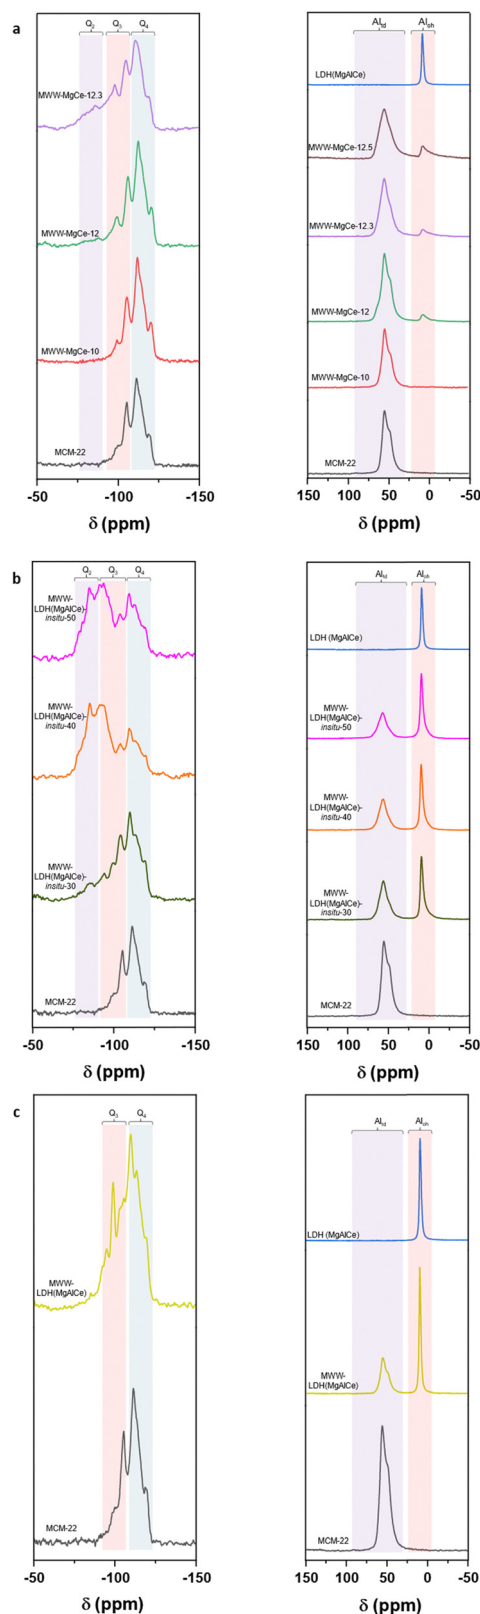 a
Q₂ Q₃ Q₄
MWW-MgCe-12.3
MWW-MgCe-12
MWW-MgCe-10
MCM-22
-50 -100 -150
δ (ppm)
Al_td Al_oh
LDH(MgAlCe)
MWW-MgCe-12.5
MWW-MgCe-12.3
MWW-MgCe-12
MWW-MgCe-10
MCM-22
150 100 50 0 -50
δ (ppm)
b
Q₂ Q₃ Q₄
MWW-
LDH(MgAlCe)-
insitu-50
MWW-
LDH(MgAlCe)-
insitu-40
MWW-
LDH(MgAlCe)-
insitu-30
MCM-22
-50 -100 -150
δ (ppm)
Al_td Al_oh
LDH (MgAlCe)
MWW-
LDH(MgAlCe)-
insitu-50
MWW-
LDH(MgAlCe)-
insitu-40
MWW-
LDH(MgAlCe)-
insitu-30
MCM-22
150 100 50 0 -50
δ (ppm)
c
Q₃ Q₄
MWW-
LDH(MgAlCe)
MCM-22
-50 -100 -150
δ (ppm)
Al_td Al_oh
LDH (MgAlCe)
MWW-
LDH(MgAlCe)
MCM-22
150 100 50 0 -50
δ (ppm)